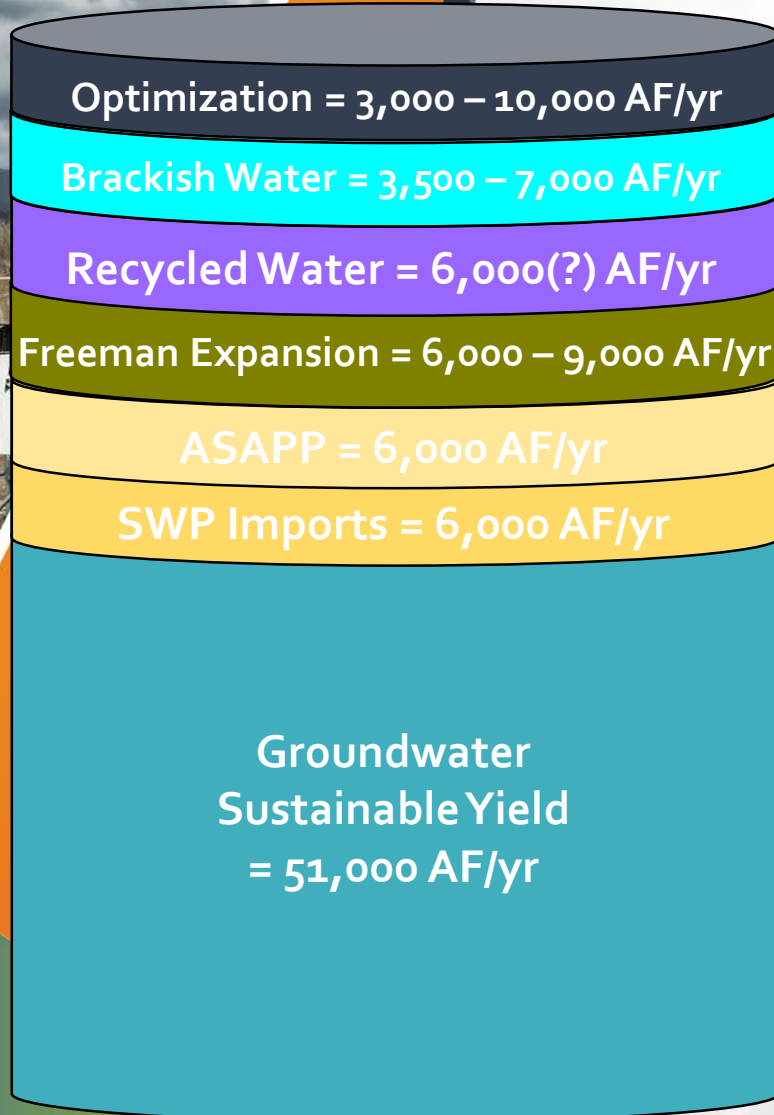 Optimization = 3,000 – 10,000 AF/yr
Brackish Water = 3,500 – 7,000 AF/yr
Recycled Water = 6,000(?) AF/yr
Freeman Expansion = 6,000 – 9,000 AF/yr
ASAPP = 6,000 AF/yr
SWP Imports = 6,000 AF/yr
Groundwater
Sustainable Yield
= 51,000 AF/yr